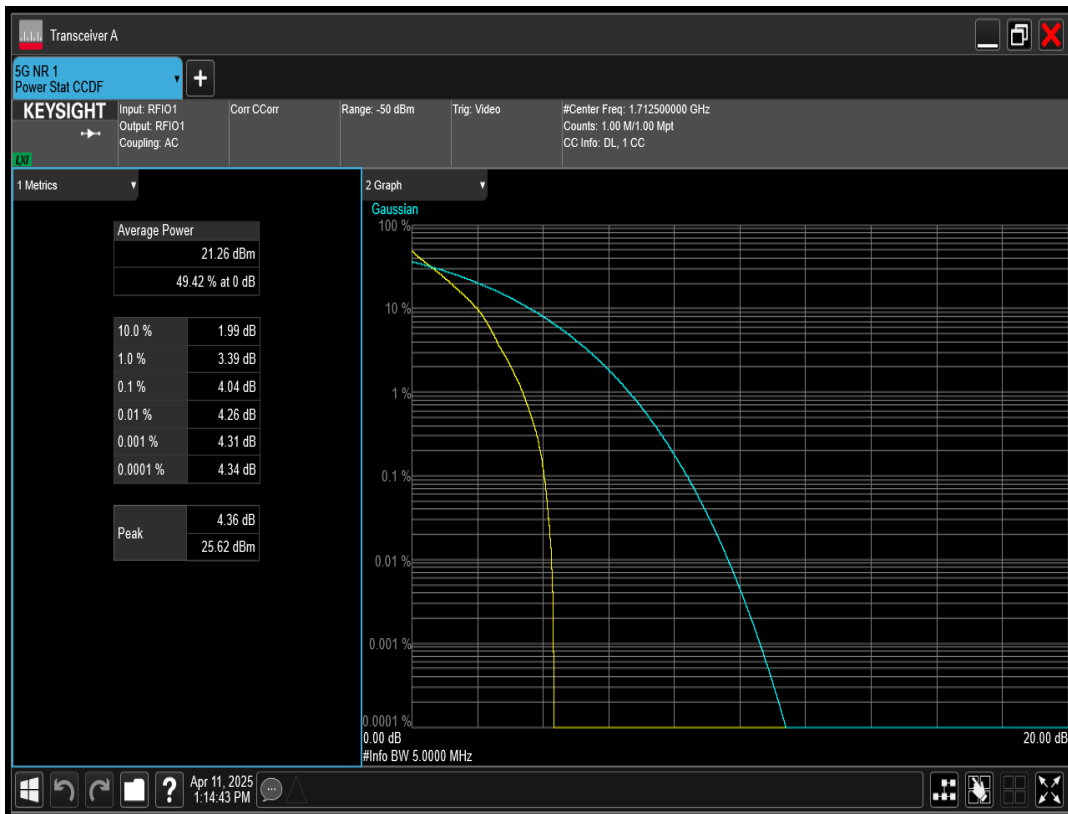 Transceiver A
5G NR 1
Power Stat CCDF
+
KEYSIGHT
LXI
Input: RFIO1
Output: RFIO1
Coupling: AC
Corr CCorr
Range: -50 dBm
Trig: Video
#Center Freq: 1.712500000 GHz
Counts: 1.00 M/1.00 Mpt
CC Info: DL, 1 CC
1 Metrics
Average Power
21.26 dBm
49.42 % at 0 dB
10.0 % 1.99 dB
1.0 % 3.39 dB
0.1 % 4.04 dB
0.01 % 4.26 dB
0.001 % 4.31 dB
0.0001 % 4.34 dB
Peak 4.36 dB
25.62 dBm
2 Graph
Gaussian
100 %
10 %
1 %
0.1 %
0.01 %
0.001 %
0.0001 %
0.00 dB 20.00 dB
#Info BW 5.0000 MHz
?
Apr 11, 2025
1:14:43 PM